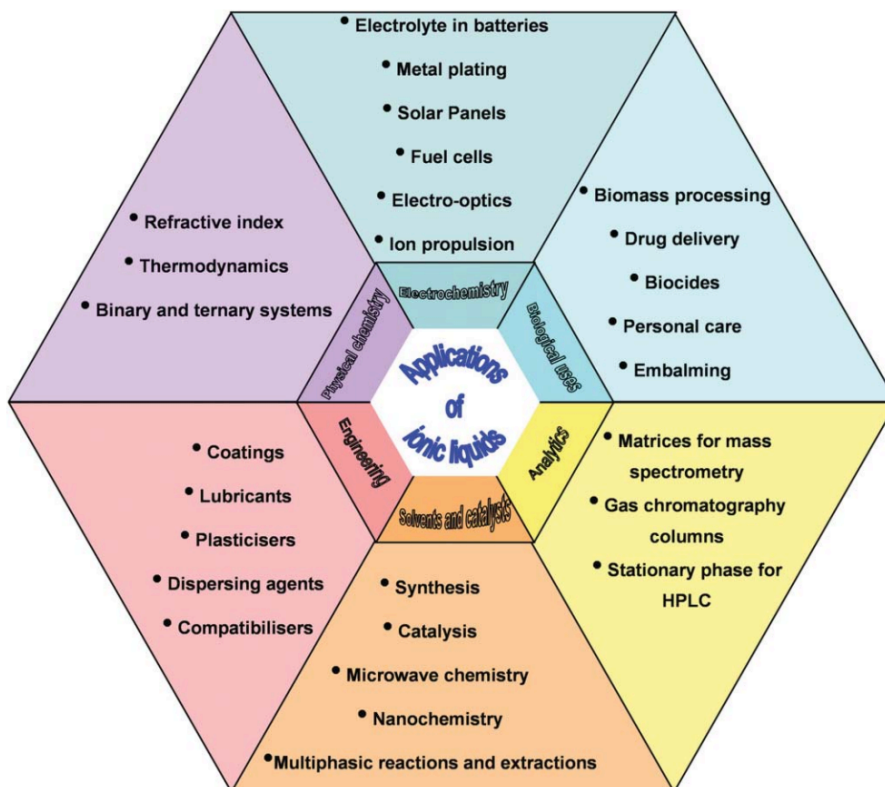 Electrolyte in batteries
Metal plating
Solar Panels
Fuel cells
Electro-optics
Ion propulsion
Electrochemistry
Biomass processing
Drug delivery
Biocides
Personal care
Embalming
Biological uses
Matrices for mass
spectrometry
Gas chromatography
columns
Stationary phase for
HPLC
Analytics
Synthesis
Catalysis
Microwave chemistry
Nanochemistry
Multiphasic reactions and extractions
Solvents and catalysts
Coatings
Lubricants
Plasticisers
Dispersing agents
Compatibilisers
Engineering
Refractive index
Thermodynamics
Binary and ternary systems
Physical chemistry
Applications
of
ionic liquids